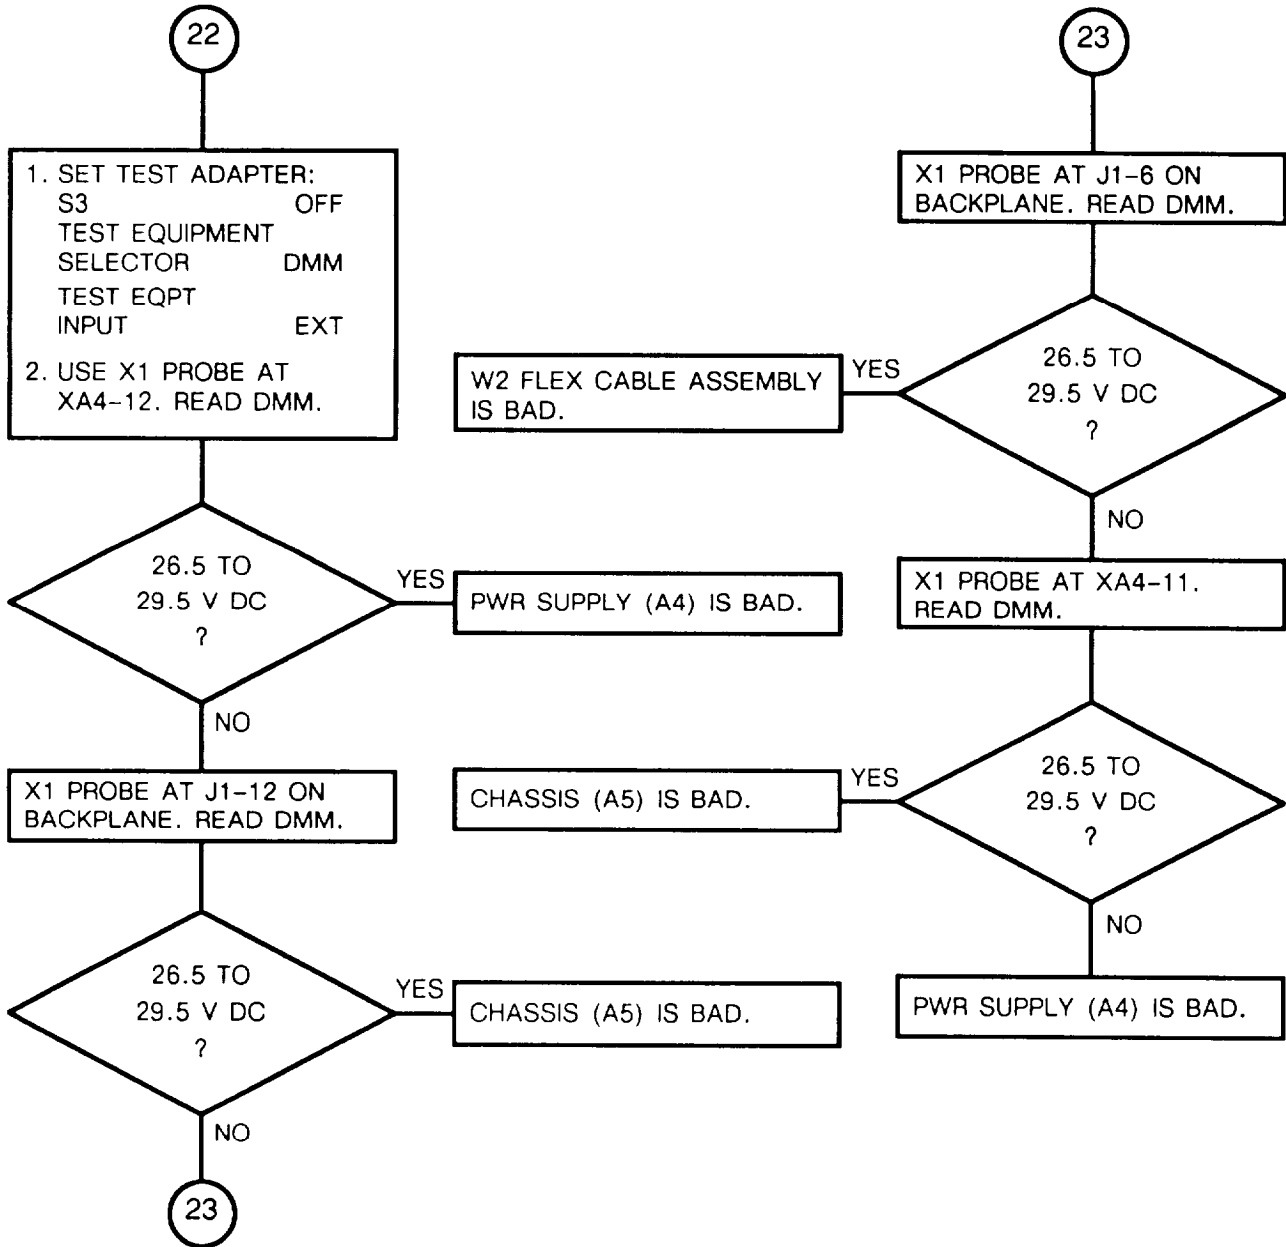 22
1. SET TEST ADAPTER:
S3 OFF
TEST EQUIPMENT
SELECTOR DMM
TEST EQPT
INPUT EXT
2. USE X1 PROBE AT
XA4-12. READ DMM.
26.5 TO
29.5 V DC
?
YES
PWR SUPPLY (A4) IS BAD.
NO
X1 PROBE AT J1-12 ON
BACKPLANE. READ DMM.
26.5 TO
29.5 V DC
?
YES
CHASSIS (A5) IS BAD.
NO
23
23
X1 PROBE AT J1-6 ON
BACKPLANE. READ DMM.
26.5 TO
29.5 V DC
?
YES
W2 FLEX CABLE ASSEMBLY
IS BAD.
NO
X1 PROBE AT XA4-11.
READ DMM.
26.5 TO
29.5 V DC
?
YES
CHASSIS (A5) IS BAD.
NO
PWR SUPPLY (A4) IS BAD.